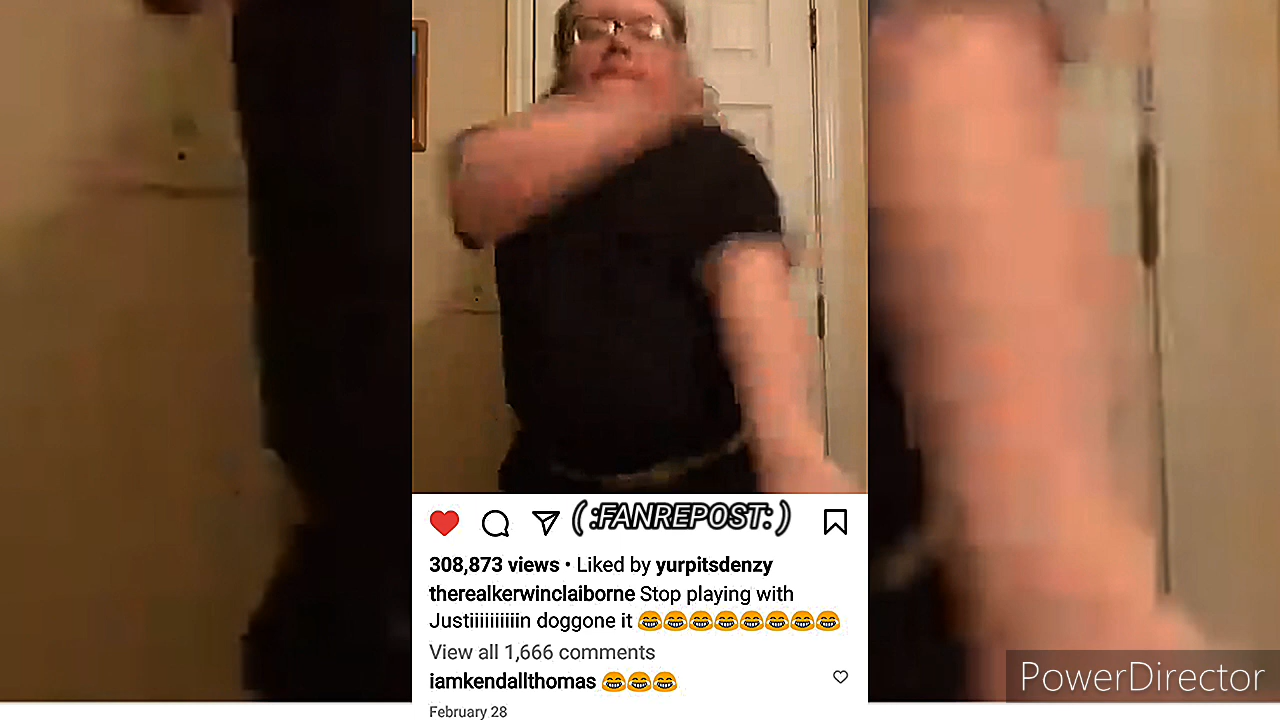 ( :FANREPOST: )
308,873 views • Liked by yurpitsdenzy
therealkerwinclaiborne Stop playing with
Justiiiiiiiiiin doggone it 😂😂😂😂😂😂😂😂
View all 1,666 comments
iamkendallthomas 😂😂😂
February 28
PowerDirector